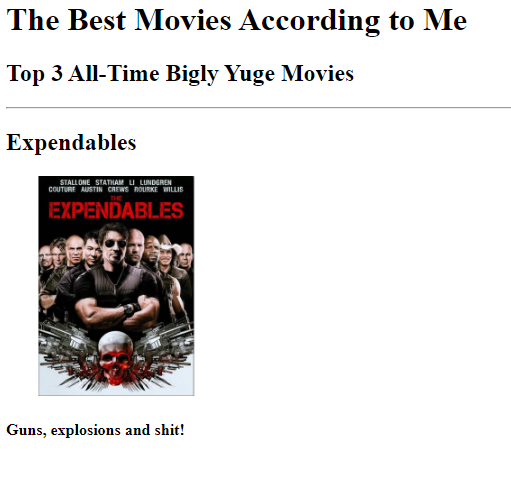 The Best Movies According to Me
Top 3 All-Time Bigly Yuge Movies
Expendables
STALLONE STATHAM LI LUNDGREN
COUTURE AUSTIN CREWS ROURKE WILLIS
THE
EXPENDABLES
Guns, explosions and shit!